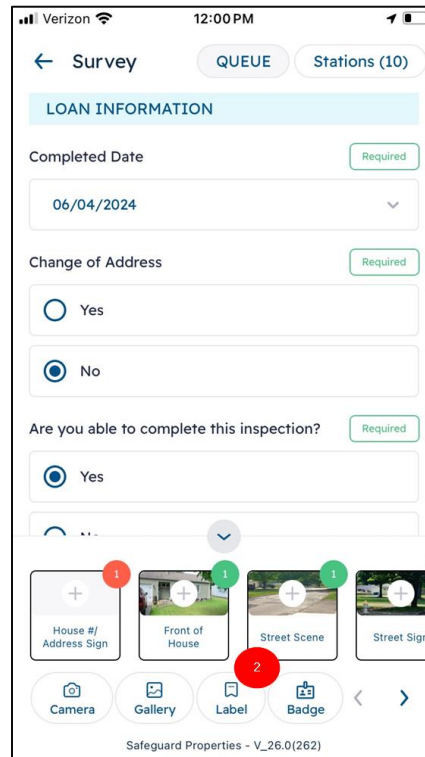 Verizon 12:00 PM
Survey QUEUE Stations (10)
LOAN INFORMATION
Completed Date Required
06/04/2024
Change of Address Required
Yes
No
Are you able to complete this inspection? Required
Yes
1 1 1
House #/
Address Sign
Front of
House
Street Scene
Street Sign
2
Camera Gallery Label Badge
Safeguard Properties - V_26.0(262)